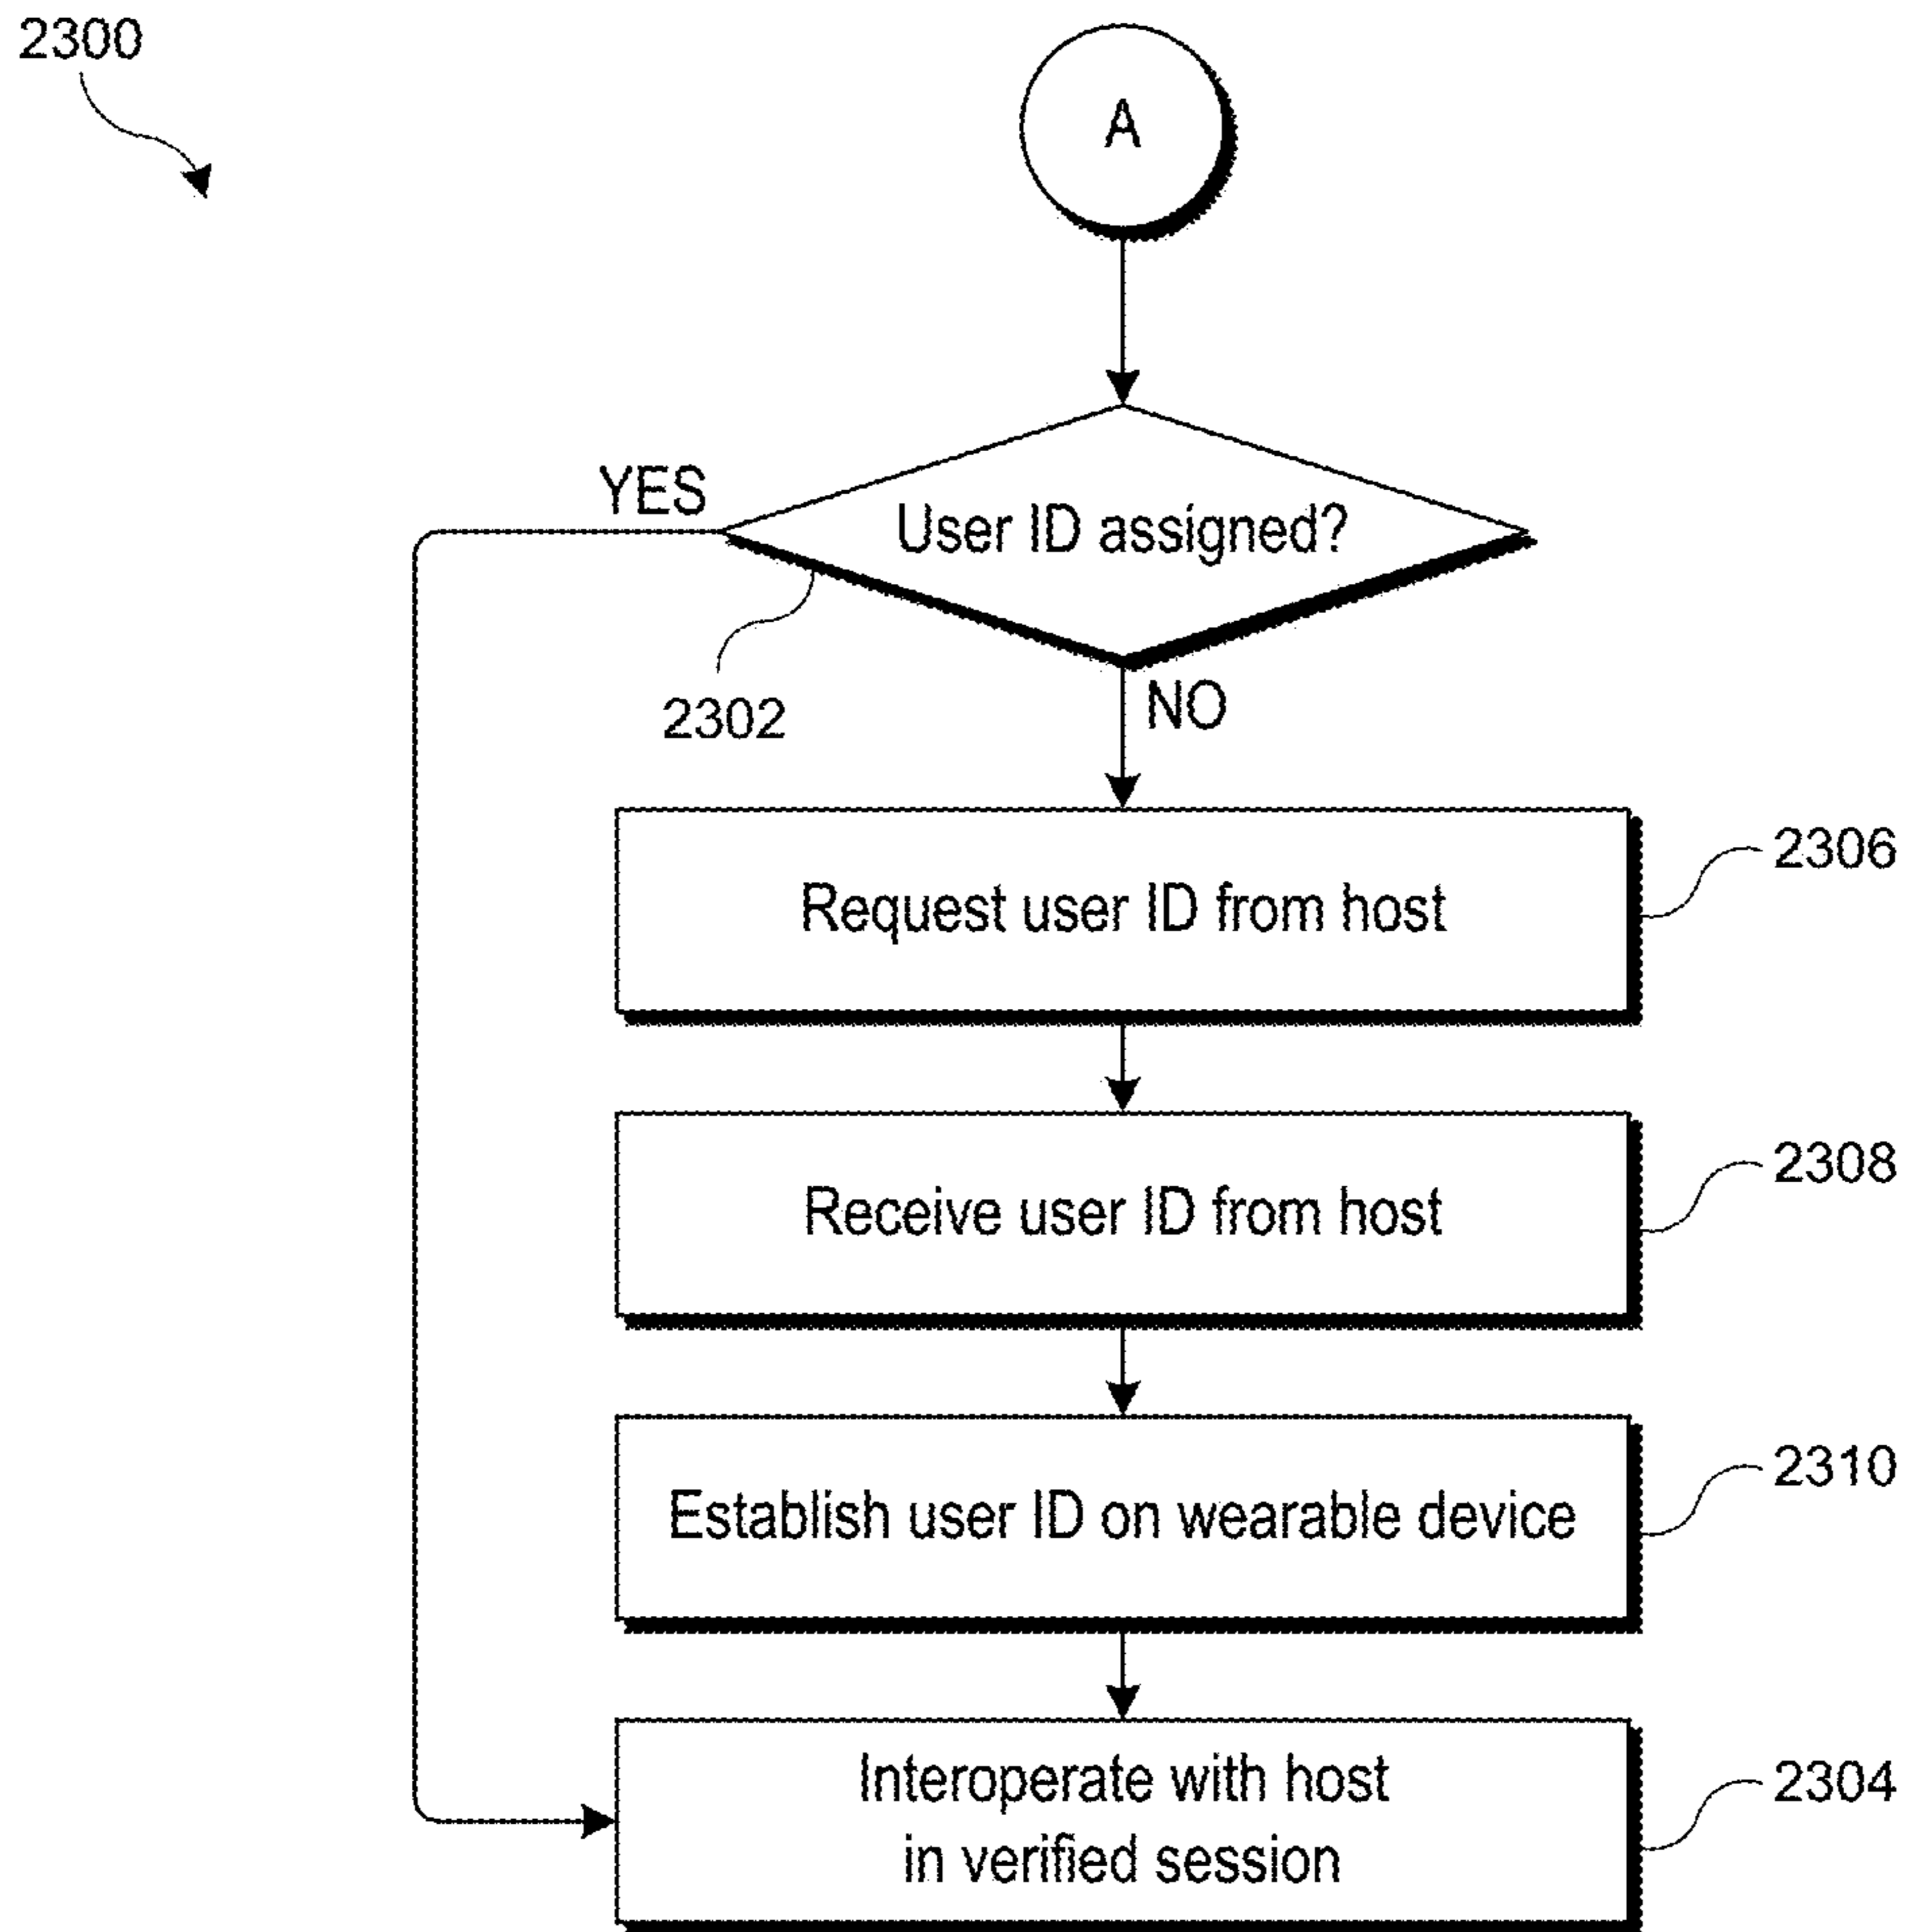 2300
A
YES
User ID assigned?
2302
NO
Request user ID from host
2306
Receive user ID from host
2308
Establish user ID on wearable device
2310
Interoperate with host
in verified session
2304